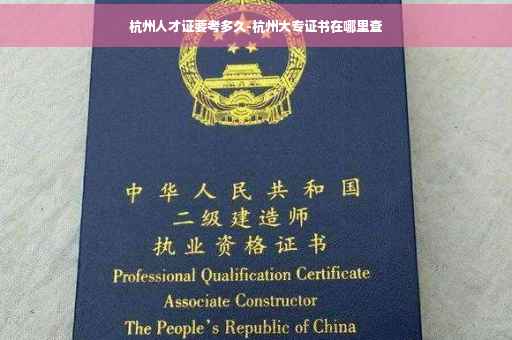 杭州人才证要考多久-杭州大专证书在哪里查
中华人民共和国
二级建造师
执业资格证书
Professional Qualification Certificate
Associate Constructor
The People's Republic of China